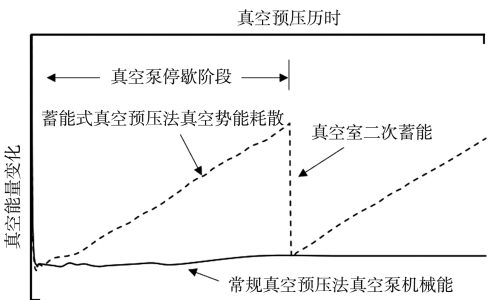 真空预压历时
真空泵停歇阶段
蓄能式真空预压法真空势能耗散
真空室二次蓄能
真空能量变化
常规真空预压法真空泵机械能